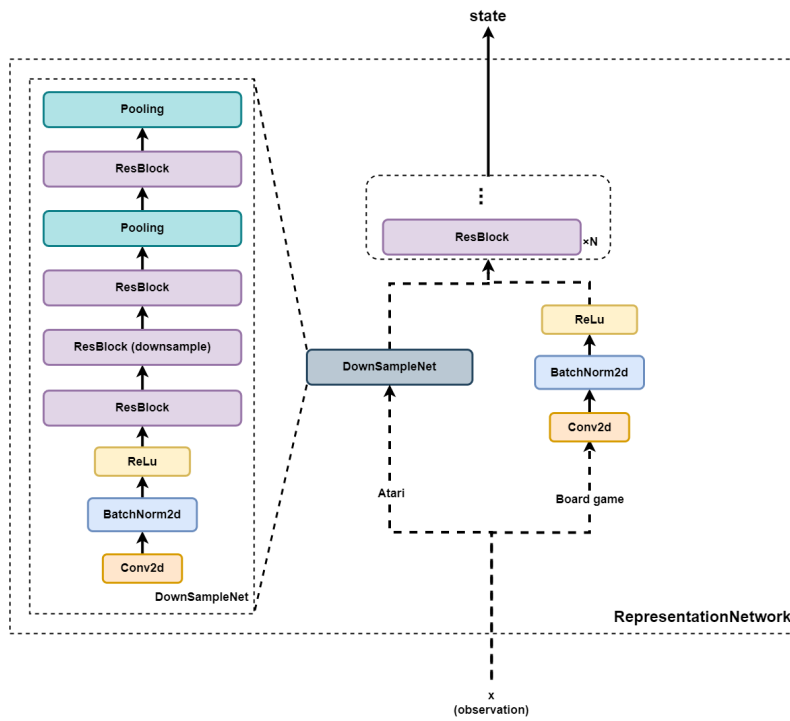 state
Pooling
ResBlock
Pooling
ResBlock
ResBlock (downsample)
ResBlock
ReLu
BatchNorm2d
Conv2d
DownSampleNet
⋮
ResBlock
×N
DownSampleNet
ReLu
BatchNorm2d
Conv2d
Atari
Board game
RepresentationNetwork
x
(observation)